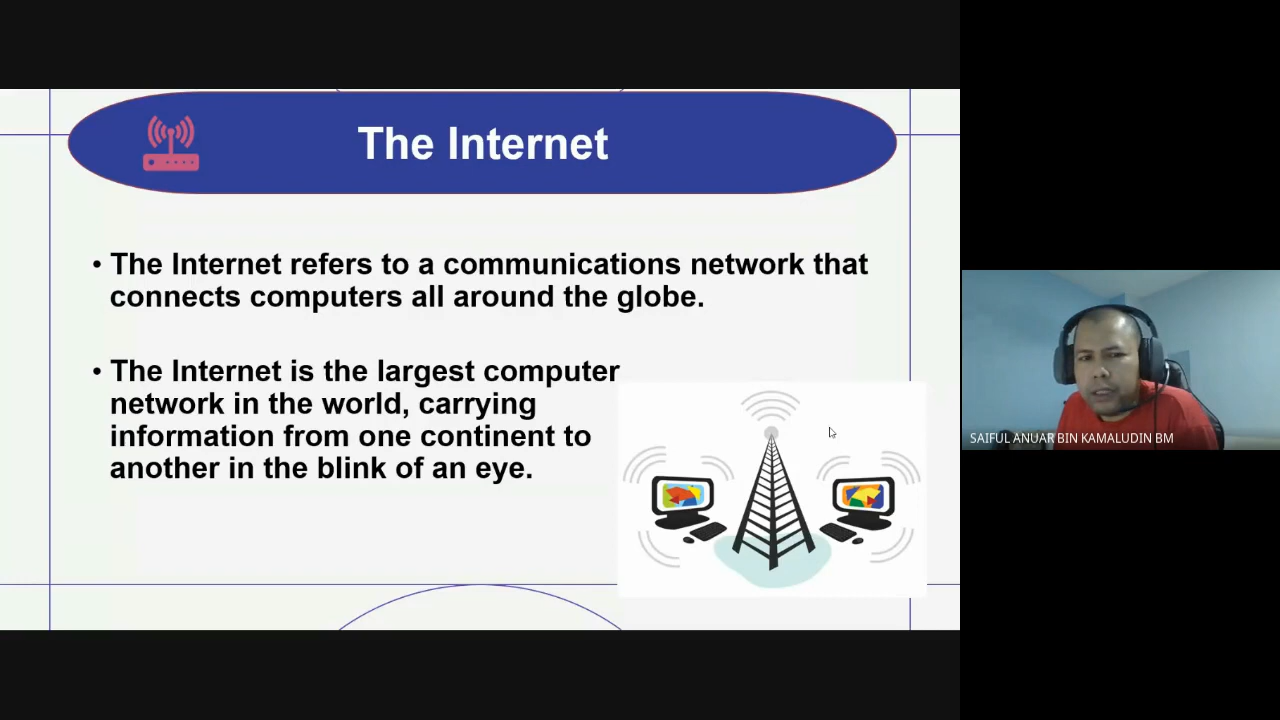 The Internet
• The Internet refers to a communications network that
connects computers all around the globe.
• The Internet is the largest computer
network in the world, carrying
information from one continent to
another in the blink of an eye.
SAIFUL ANUAR BIN KAMALUDIN BM